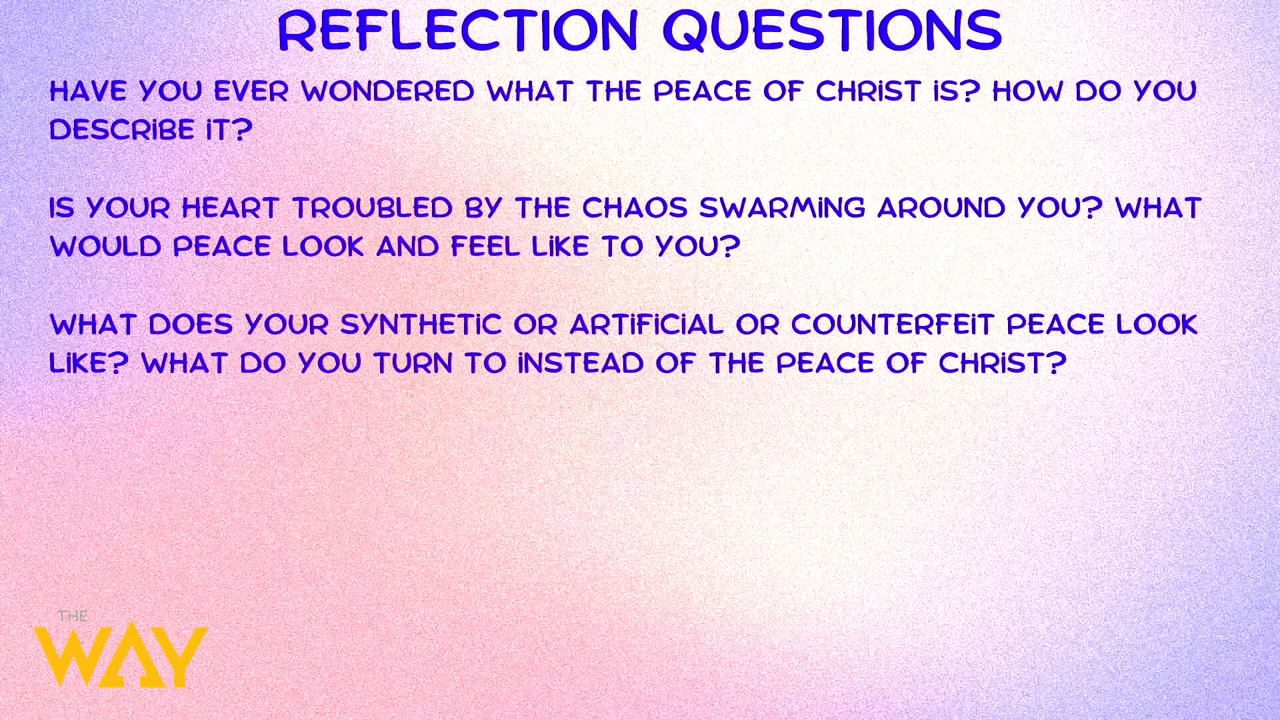 REFLECTION QUESTIONS
HAVE YOU EVER WONDERED WHAT THE PEACE OF CHRIST IS? HOW DO YOU
DESCRIBE IT?
IS YOUR HEART TROUBLED BY THE CHAOS SWARMING AROUND YOU? WHAT
WOULD PEACE LOOK AND FEEL LIKE TO YOU?
WHAT DOES YOUR SYNTHETIC OR ARTIFICIAL OR COUNTERFEIT PEACE LOOK
LIKE? WHAT DO YOU TURN TO INSTEAD OF THE PEACE OF CHRIST?
THE
WAY